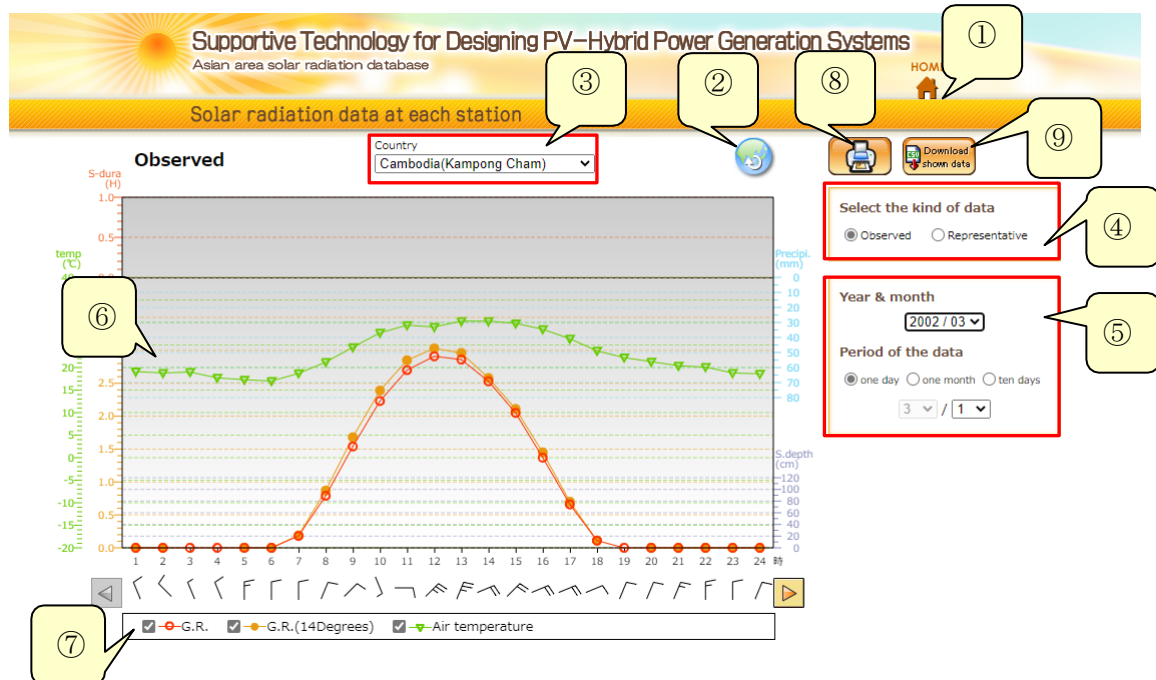 Supportive Technology for Designing PV-Hybrid Power Generation Systems
Asian area solar radiation database
①
HOM
③
②
⑧
Solar radiation data at each station
⑨
Observed
Country
Cambodia(Kampong Cham)
Download
shown data
S-dura
(H)
1.0
0.5
Select the kind of data
Observed Representative
④
temp
(℃)
Precipi.
(mm)
0
10
20
30
40
50
60
70
80
⑥
Year & month
2002 / 03
⑤
Period of the data
one day one month ten days
3 / 1
20
15
10
5
0
-5
-10
-15
-20
2.5
2.0
1.5
1.0
0.5
0.0
S.depth
(cm)
120
100
80
60
40
20
0
1 2 3 4 5 6 7 8 9 10 11 12 13 14 15 16 17 18 19 20 21 22 23 24 時
⑦
G.R. G.R.(14Degrees) Air temperature